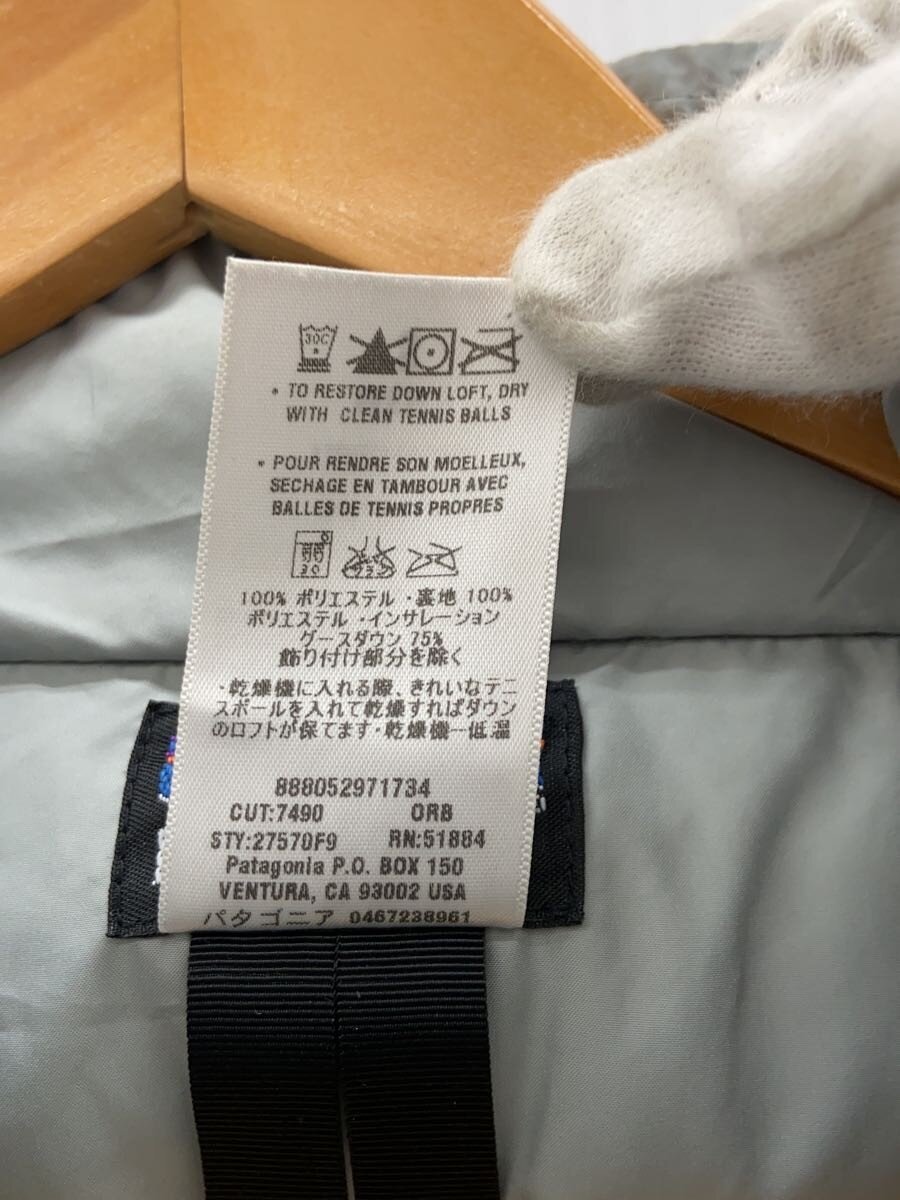 30C
• TO RESTORE DOWN LOFT, DRY
WITH CLEAN TENNIS BALLS
• POUR RENDRE SON MOELLEUX,
SECHAGE EN TAMBOUR AVEC
BALLES DE TENNIS PROPRES
30
100% ポリエステル ・裏地 100%
ポリエステル ・インサレーション
グースダウン 75%
飾り付け部分を除く
・乾燥機に入れる際、きれいなテニ
スボールを入れて乾燥すればダウン
のロフトが保てます・乾燥機ー低温
888052971734
CUT:7490 ORB
STY:27570F9 RN:51884
Patagonia P.O. BOX 150
VENTURA, CA 93002 USA
パタゴニア 0467238961